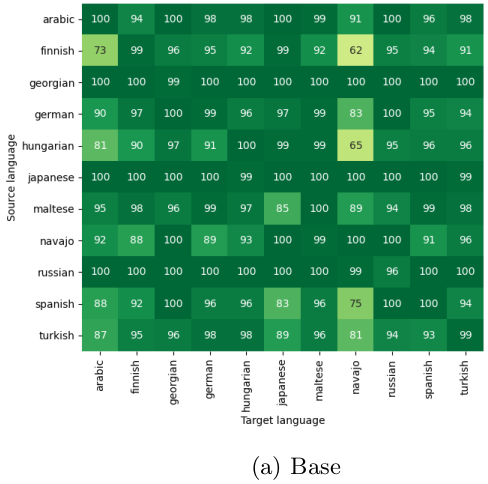 arabic 100 94 100 98 98 100 99 91 100 96 98
finnish 73 99 96 95 92 99 92 62 95 94 91
georgian 100 100 99 100 100 100 100 100 100 100 100
german 90 97 100 99 96 97 99 83 100 95 94
hungarian 81 90 97 91 100 99 99 65 95 96 96
japanese 100 100 100 100 99 100 100 100 100 100 99
maltese 95 98 96 99 97 85 100 89 94 99 98
navajo 92 88 100 89 93 100 99 100 100 91 96
russian 100 100 100 100 100 100 100 99 96 100 100
spanish 88 92 100 96 96 83 96 75 100 100 94
turkish 87 95 96 98 98 89 96 81 94 93 99
Source language
arabic finnish georgian german hungarian japanese maltese navajo russian spanish turkish
Target language
(a) Base